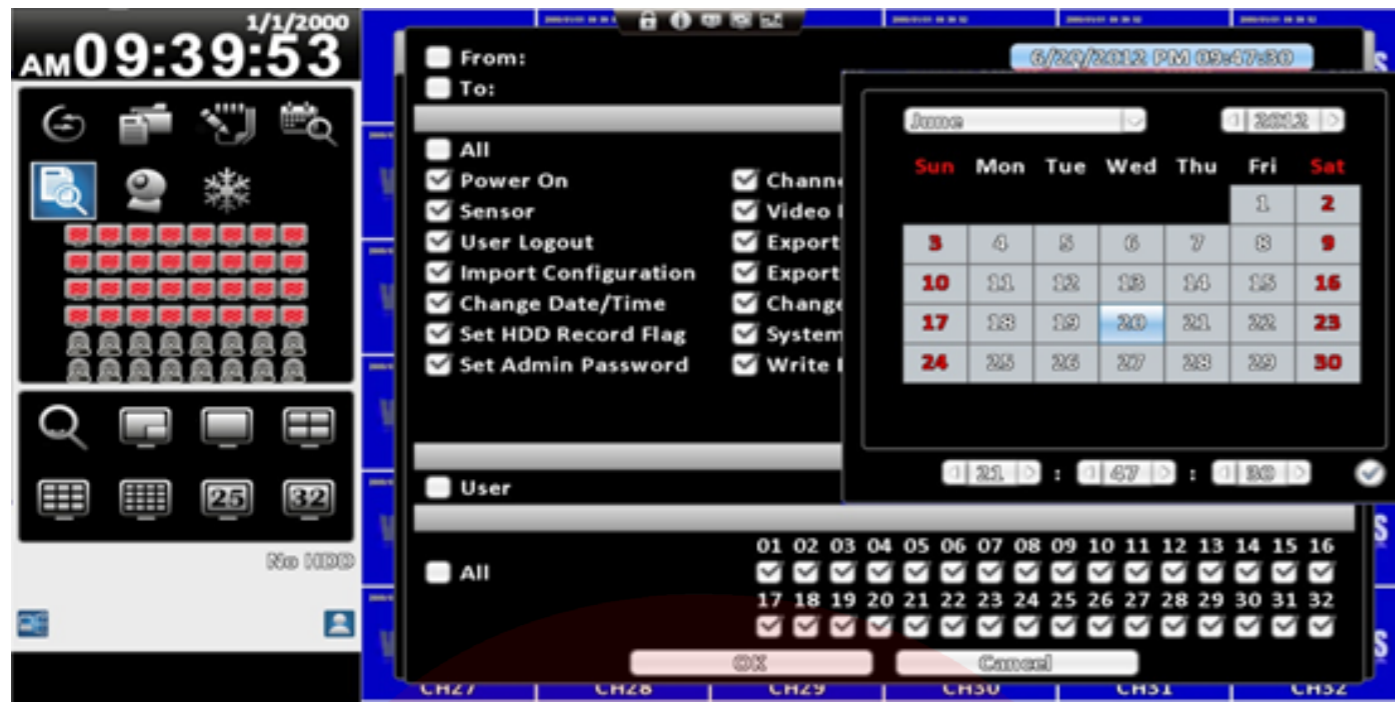 1/1/2000
AM 09:39:53
From:
6/20/2012 PM 09:47:30
To:
June
2012
All
Sun Mon Tue Wed Thu Fri Sat
Power On
Sensor
Video
User Logout
Export
Import Configuration
Export
Change Date/Time
Change
Set HDD Record Flag
System
Set Admin Password
Write
1 2
3 4 5 6 7 8 9
10 11 12 13 14 15 16
17 18 19 20 21 22 23
24 25 26 27 28 29 30
21 : 47 : 30
User
25 32
No HDD
01 02 03 04 05 06 07 08 09 10 11 12 13 14 15 16
All
17 18 19 20 21 22 23 24 25 26 27 28 29 30 31 32
OK Cancel
CH27 CH28 CH29 CH30 CH31 CH32